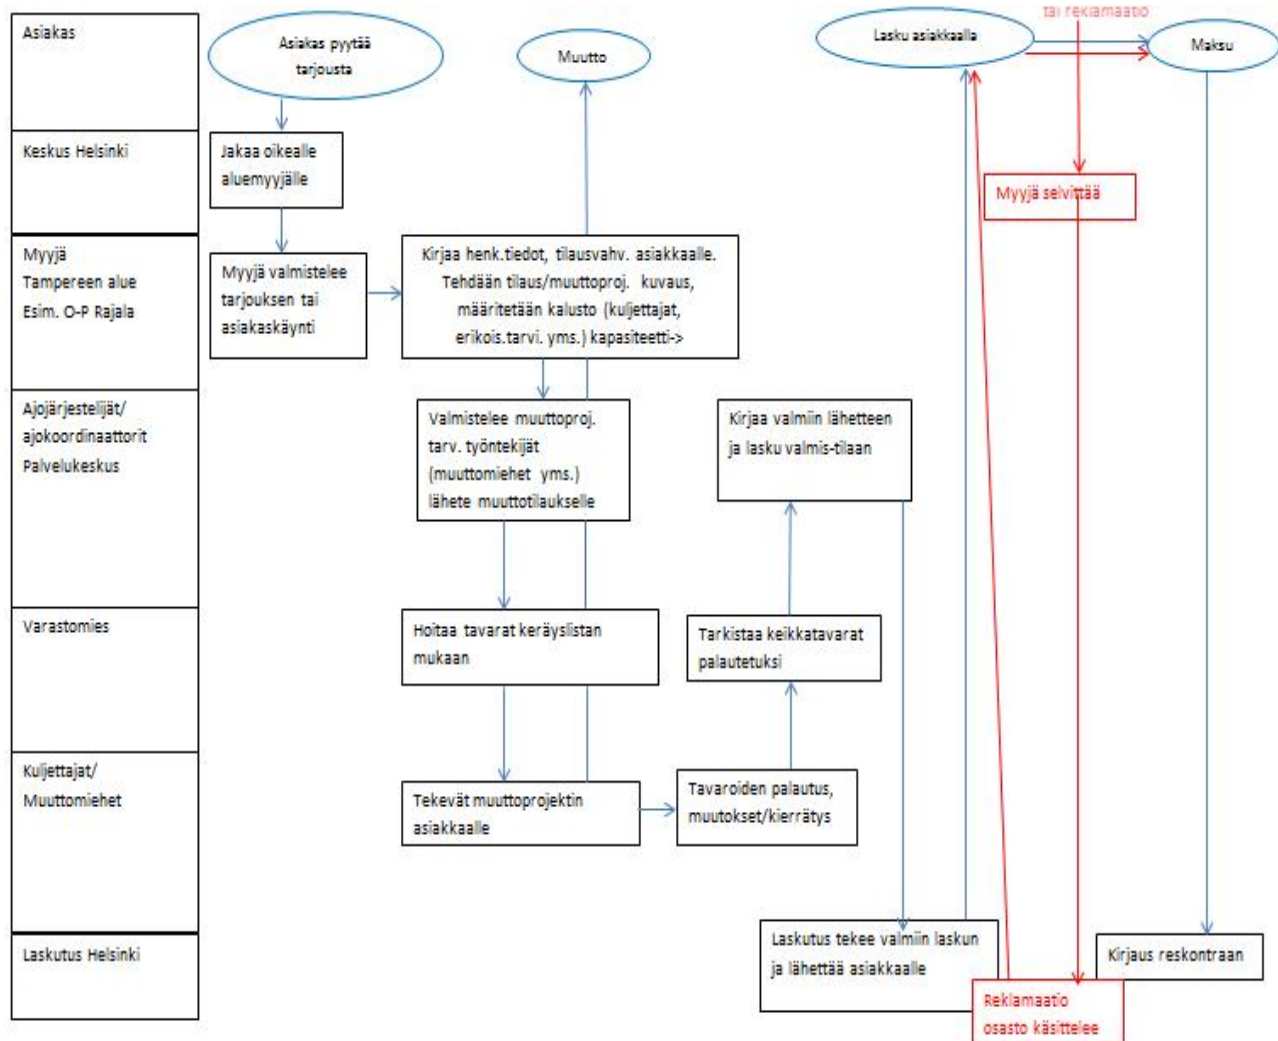 Asiakas
Asiakas pyytää
tarjousta
Muutto
Lasku asiakkaalla
tai reklamaatio
Maksu
Keskus Helsinki
Jakaa oikealle
aluemyyjälle
Myyjä selvittää
Myyjä
Tampereen alue
Esim. O-P Rajala
Myyjä valmistelee
tarjouksen tai
asiakaskäynti
Kirjaa henk.tiedot, tilausvahv. asiakkaalle.
Tehdään tilaus/muuttoproj. kuvaus,
määritetään kalusto (kuljettajat,
erikois.tarvi. yms.) kapasiteetti->
Ajojärjestelijät/
ajokoordinaattorit
Palvelukeskus
Valmistelee muuttoproj.
tarv. työntekijät
(muuttomiehet yms.)
lähete muuttotilaukselle
Kirjaa valmiin lähetteen
ja lasku valmis-tilaan
Varastomies
Hoitaa tavarat keräyslistan
mukaan
Tarkistaa keikkatavarat
palautetuksi
Kuljettajat/
Muuttomiehet
Tekevät muuttoprojektin
asiakkaalle
Tavaroiden palautus,
muutokset/kierrätys
Laskutus Helsinki
Laskutus tekee valmiin laskun
ja lähettää asiakkaalle
Kirjaus reskontraan
Reklamaatio
osasto käsittelee